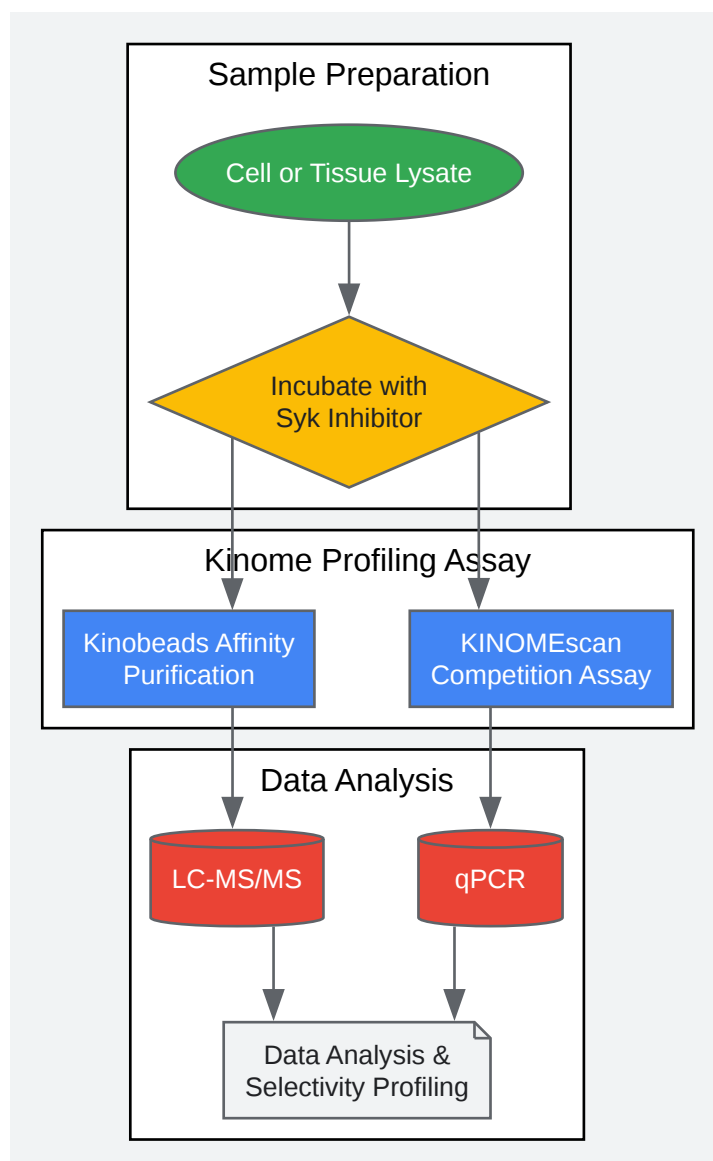 Sample Preparation
Cell or Tissue Lysate
Incubate with
Syk Inhibitor
Kinome Profiling Assay
Kinobeads Affinity
Purification
KINOMEscan
Competition Assay
Data Analysis
LC-MS/MS
qPCR
Data Analysis &
Selectivity Profiling